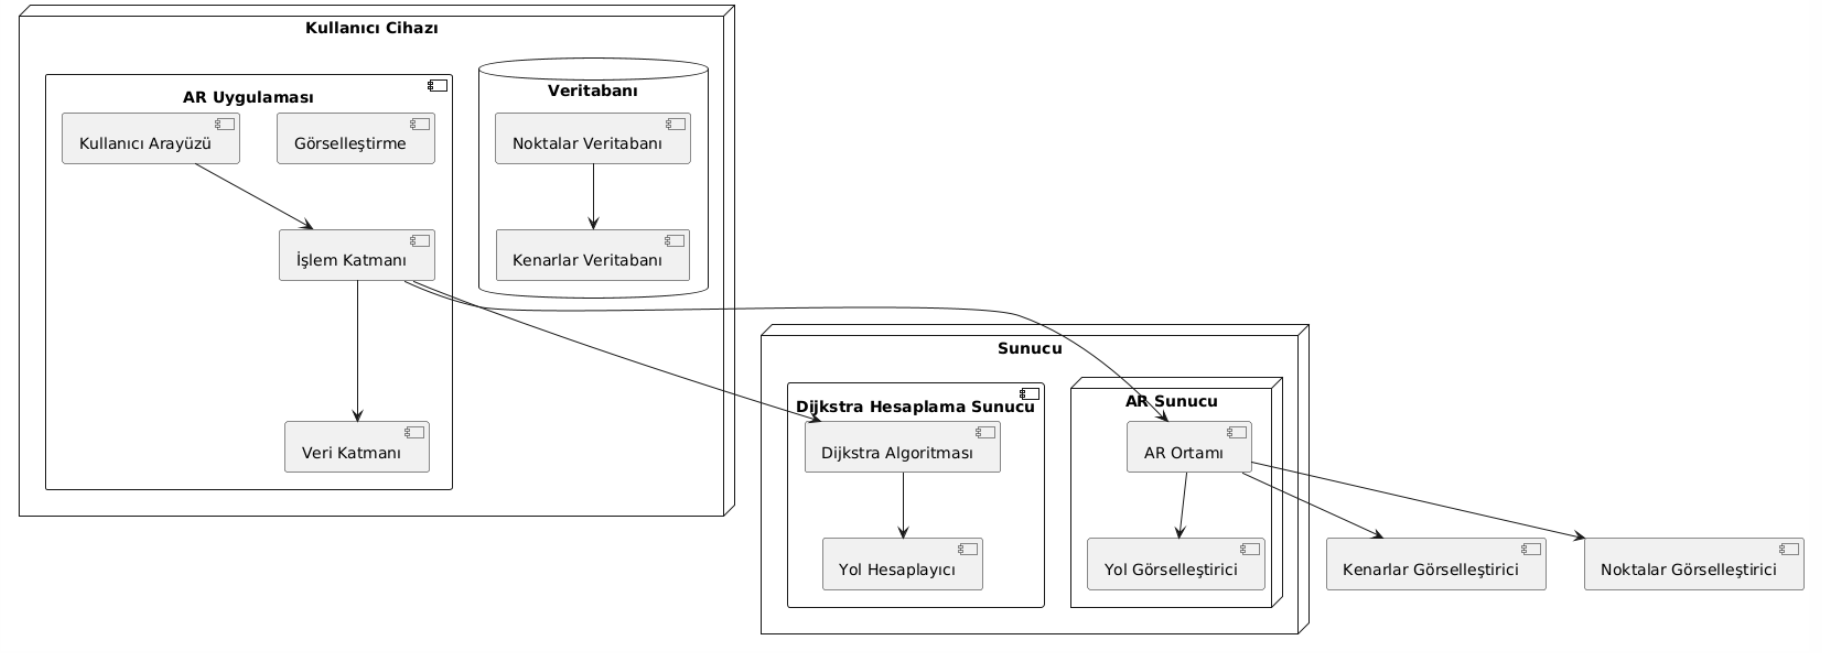 Kullanıcı Cihazı
AR Uygulaması
Veritabanı
Kullanıcı Arayüzü
Görselleştirme
Noktalar Veritabanı
İşlem Katmanı
Kenarlar Veritabanı
Veri Katmanı
Sunucu
Dijkstra Hesaplama Sunucu
AR Sunucu
Dijkstra Algoritması
AR Ortamı
Yol Hesaplayıcı
Yol Görselleştirici
Kenarlar Görselleştirici
Noktalar Görselleştirici